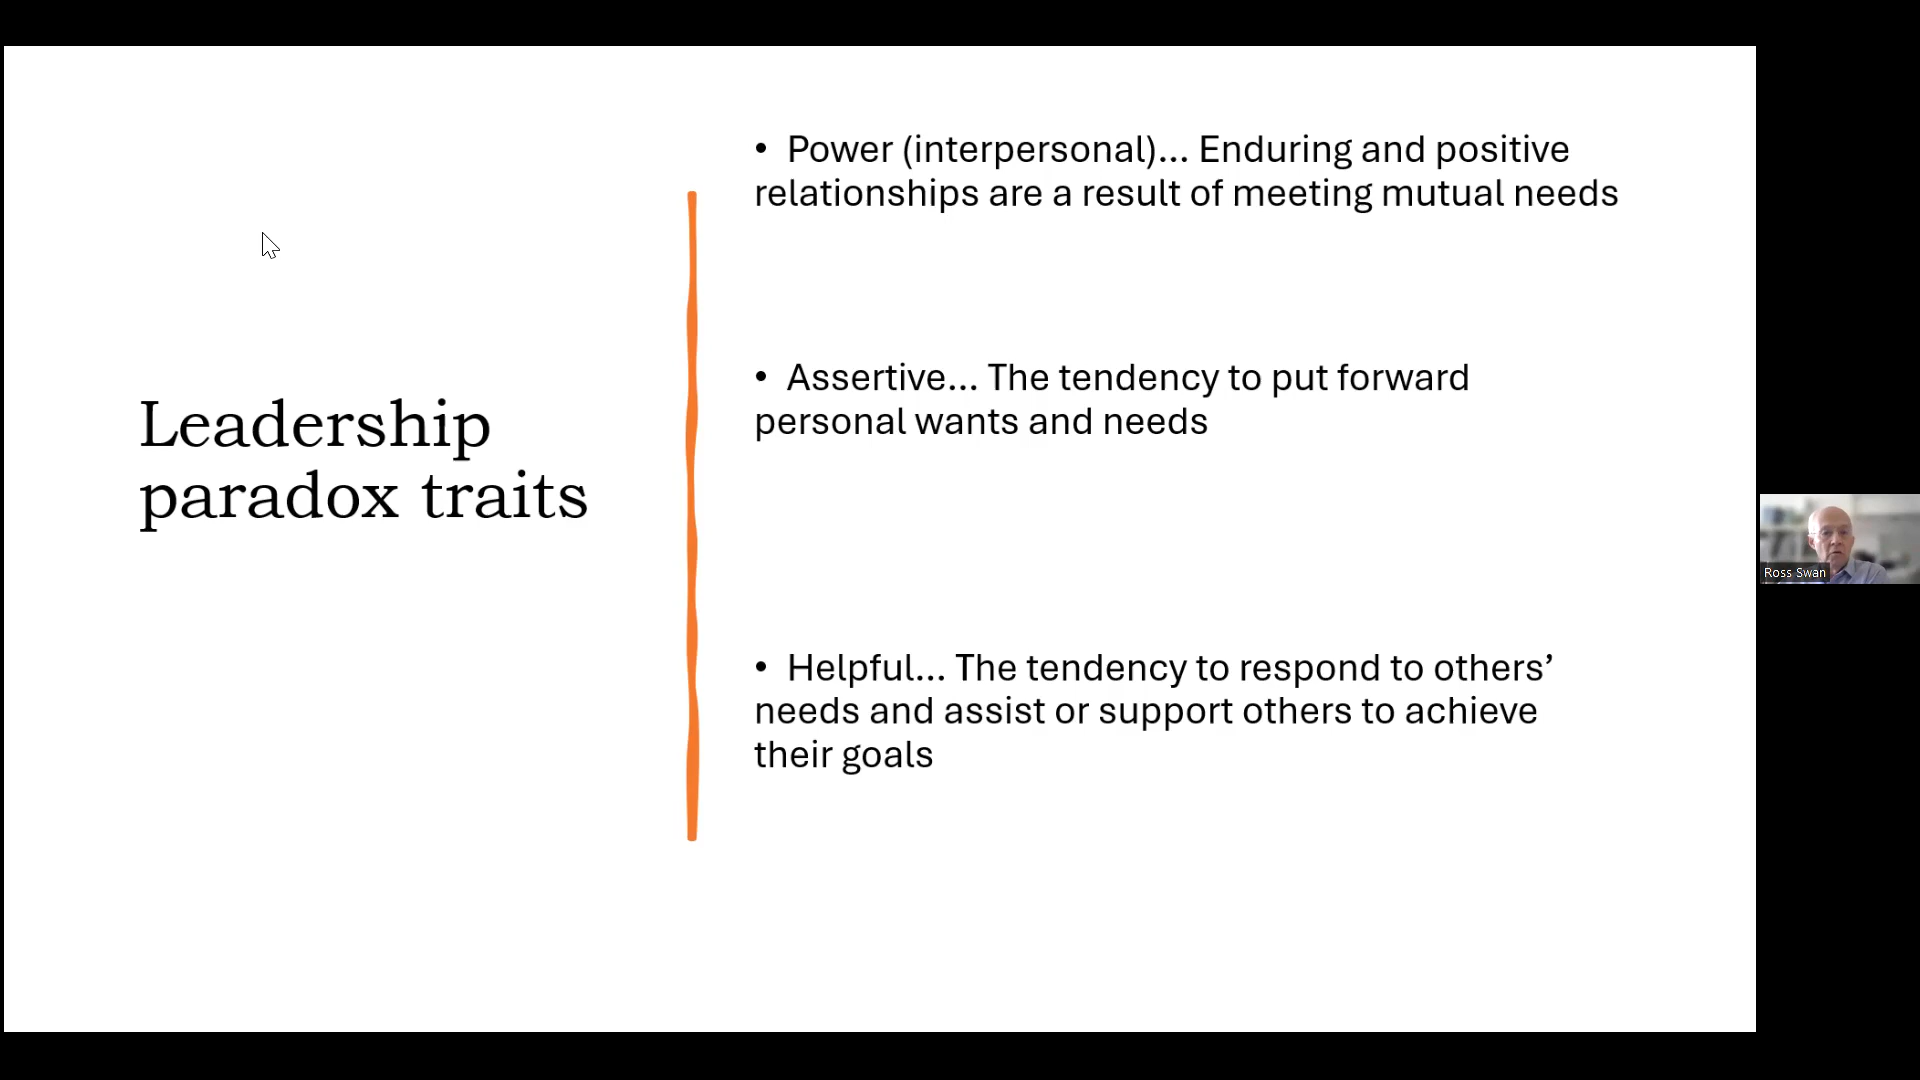 Leadership
paradox traits
• Power (interpersonal)... Enduring and positive
relationships are a result of meeting mutual needs
• Assertive... The tendency to put forward
personal wants and needs
• Helpful... The tendency to respond to others’
needs and assist or support others to achieve
their goals
Ross Swan